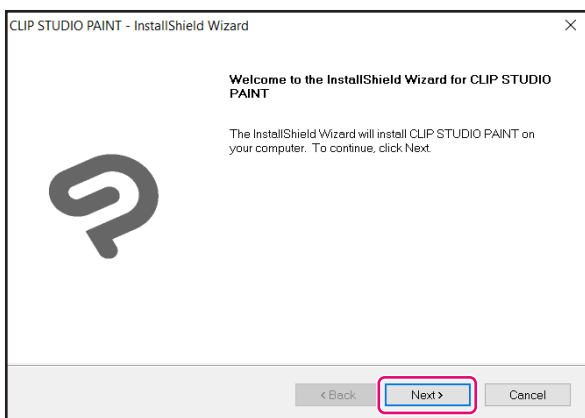 CLIP STUDIO PAINT - InstallShield Wizard
Welcome to the InstallShield Wizard for CLIP STUDIO
PAINT
The InstallShield Wizard will install CLIP STUDIO PAINT on
your computer. To continue, click Next.
< Back
Next >
Cancel